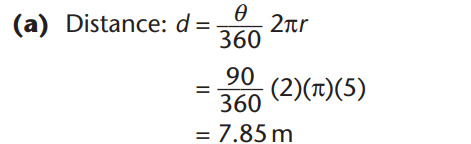 (a) Distance: d = θ/360 2πr
= 90/360 (2)(π)(5)
= 7.85 m